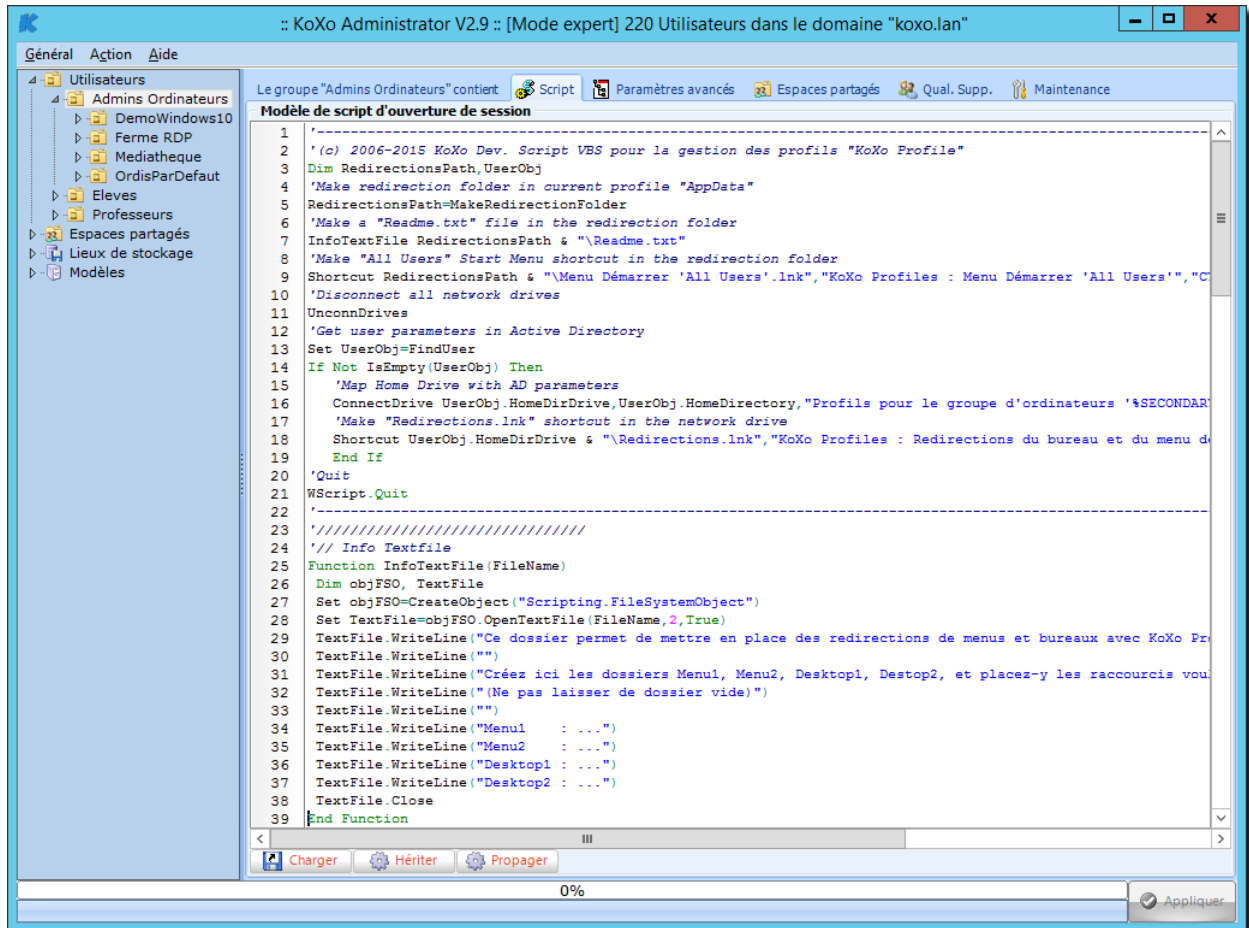 :: KoXo Administrator V2.9 :: [Mode expert] 220 Utilisateurs dans le domaine "koxo.lan"
Général Action Aide
Utilisateurs
Admins Ordinateurs
DemoWindows10
Ferme RDP
Mediatheque
OrdisParDefaut
Eleves
Professeurs
Espaces partagés
Lieux de stockage
Modèles
Le groupe "Admins Ordinateurs" contient Script Paramètres avancés Espaces partagés Qual. Supp. Maintenance
Modèle de script d'ouverture de session
1 '----------------------------------------------------------------------------------------------------------
2 '(c) 2006-2015 KoXo Dev. Script VBS pour la gestion des profils "KoXo Profile"
3 Dim RedirectionsPath,UserObj
4 'Make redirection folder in current profile "AppData"
5 RedirectionsPath=MakeRedirectionFolder
6 'Make a "Readme.txt" file in the redirection folder
7 InfoTextFile RedirectionsPath & "\Readme.txt"
8 'Make "All Users" Start Menu shortcut in the redirection folder
9 Shortcut RedirectionsPath & "\Menu Démarrer 'All Users'.lnk","KoXo Profiles : Menu Démarrer 'All Users'","C
10 'Disconnect all network drives
11 UnconnDrives
12 'Get user parameters in Active Directory
13 Set UserObj=FindUser
14 If Not IsEmpty(UserObj) Then
15 'Map Home Drive with AD parameters
16 ConnectDrive UserObj.HomeDirDrive,UserObj.HomeDirectory,"Profils pour le groupe d'ordinateurs '%SECONDAR
17 'Make "Redirections.lnk" shortcut in the network drive
18 Shortcut UserObj.HomeDirDrive & "\Redirections.lnk","KoXo Profiles : Redirections du bureau et du menu d
19 End If
20 'Quit
21 WScript.Quit
22 '----------------------------------------------------------------------------------------------------------
23 '////////////////////////////////
24 '// Info Textfile
25 Function InfoTextFile(FileName)
26 Dim objFSO, TextFile
27 Set objFSO=CreateObject("Scripting.FileSystemObject")
28 Set TextFile=objFSO.OpenTextFile(FileName,2,True)
29 TextFile.WriteLine("Ce dossier permet de mettre en place des redirections de menus et bureaux avec KoXo Pr
30 TextFile.WriteLine("")
31 TextFile.WriteLine("Créez ici les dossiers Menu1, Menu2, Desktop1, Destop2, et placez-y les raccourcis vou
32 TextFile.WriteLine("(Ne pas laisser de dossier vide)")
33 TextFile.WriteLine("")
34 TextFile.WriteLine("Menu1    : ...")
35 TextFile.WriteLine("Menu2    : ...")
36 TextFile.WriteLine("Desktop1 : ...")
37 TextFile.WriteLine("Desktop2 : ...")
38 TextFile.Close
39 End Function
Charger Hériter Propager
0%
Appliquer